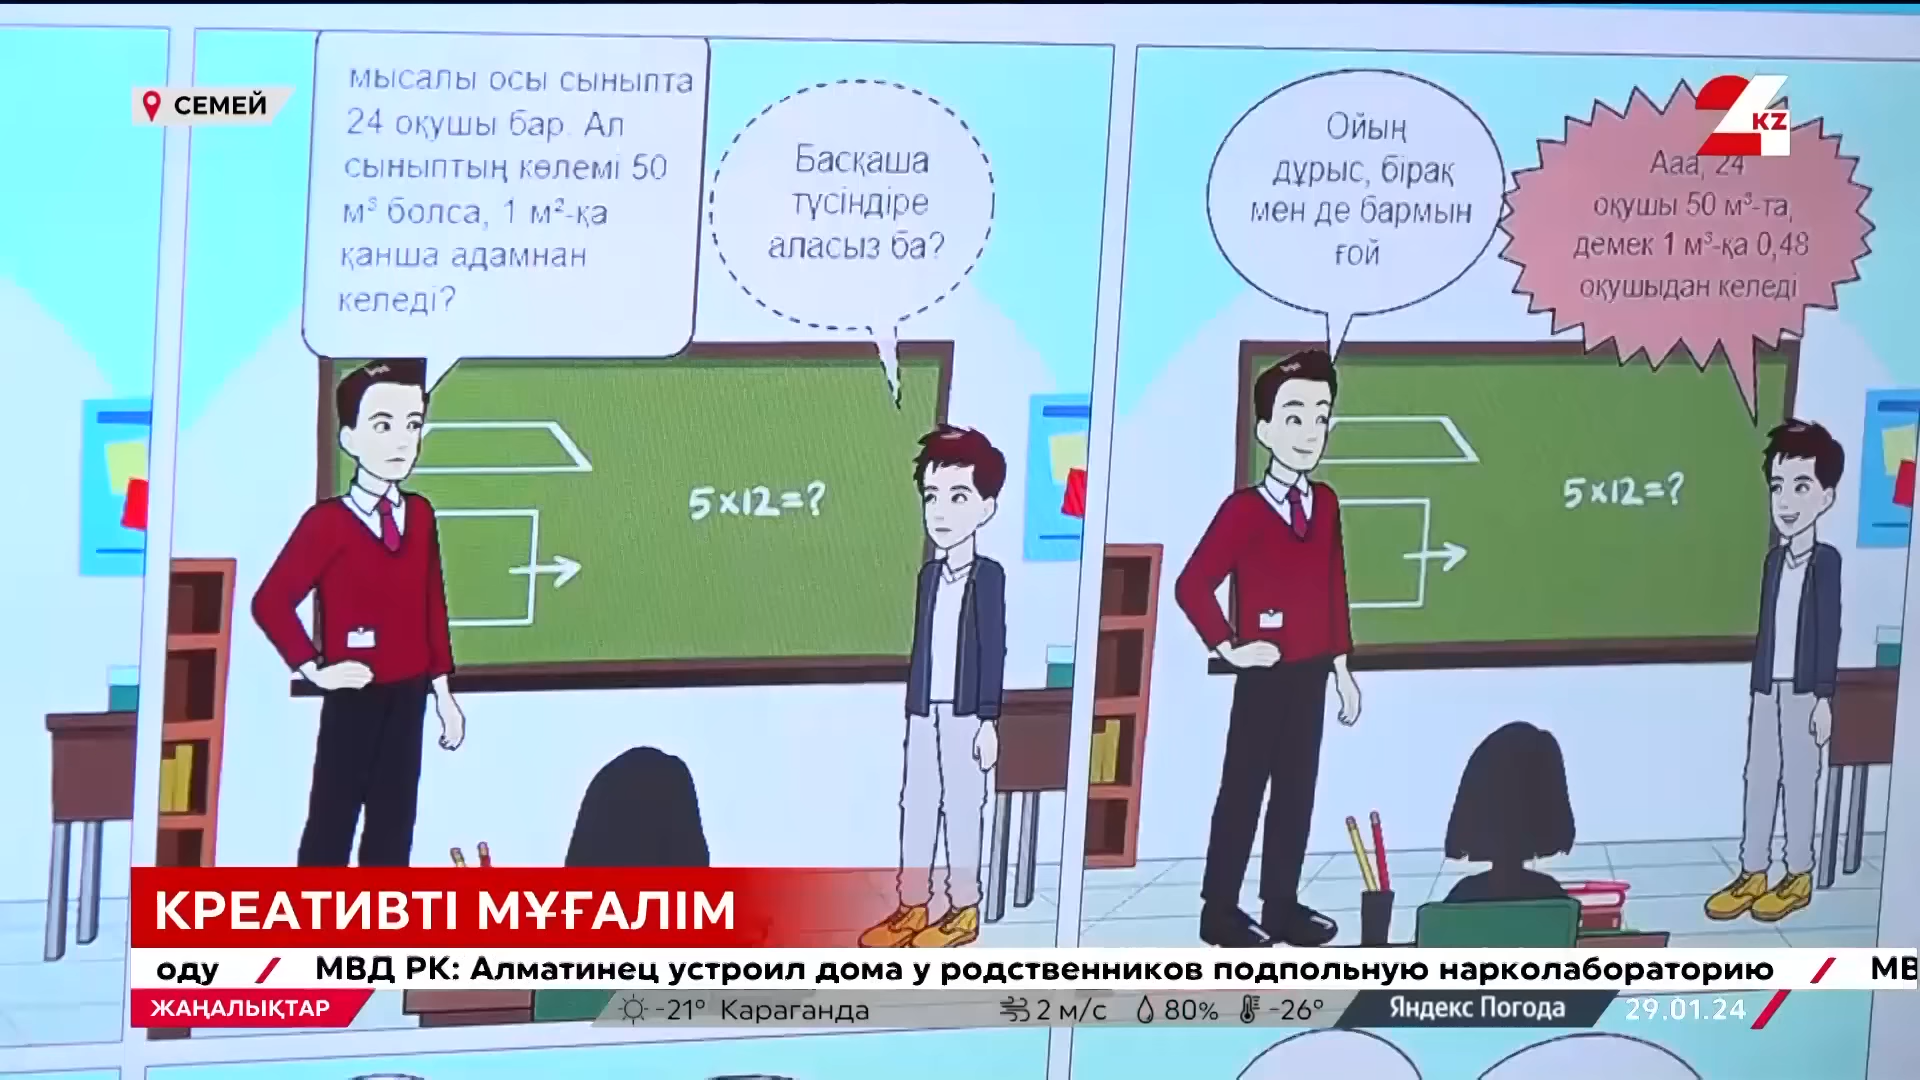 мысалы осы сыныпта
24 оқушы бар. Ал
сыныптың көлемі 50
м³ болса, 1 м²-қа
қанша адамнан
келеді?
Басқаша
түсіндіре
аласыз ба?
Ойың
дұрыс, бірақ
мен де бармын
ғой
Ааа, 24
оқушы 50 м³-та,
демек 1 м³-қа 0,48
оқушыдан келеді
СЕМЕЙ
24 KZ
5x12=?
5x12=?
КРЕАТИВТІ МҰҒАЛІМ
оду / МВД РК: Алматинец устроил дома у родственников подпольную нарколабораторию / МВ
ЖАҢАЛЫҚТАР
-21° Караганда 2 м/с 80% -26° Яндекс Погода 29.01.24